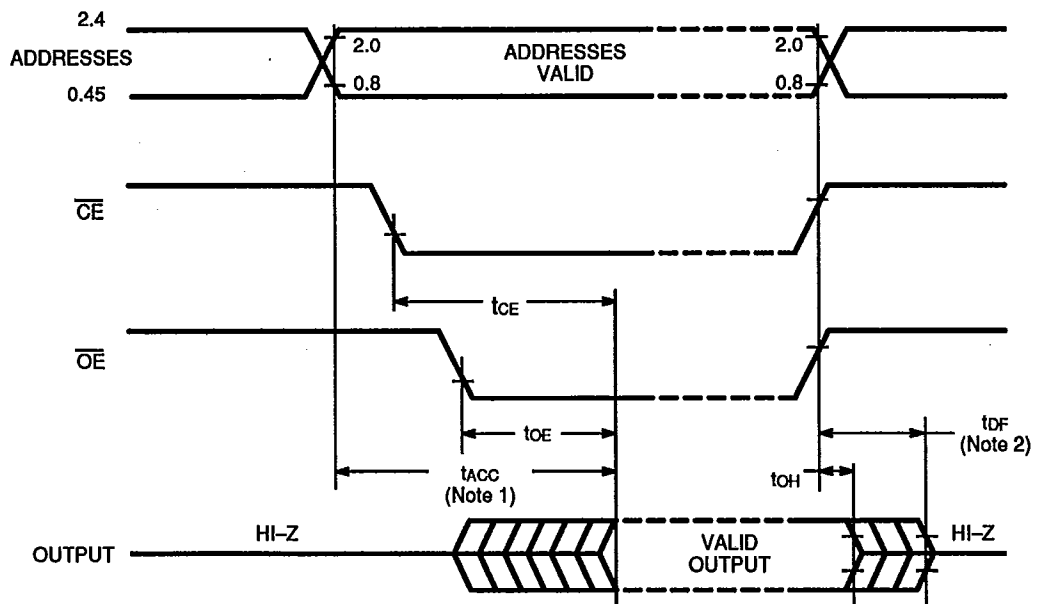 2.4
ADDRESSES
0.45
2.0
0.8
ADDRESSES
VALID
2.0
0.8
CE
tCE
OE
tOE
tACC
(Note 1)
tDF
(Note 2)
tOH
OUTPUT
HI–Z
VALID
OUTPUT
HI–Z